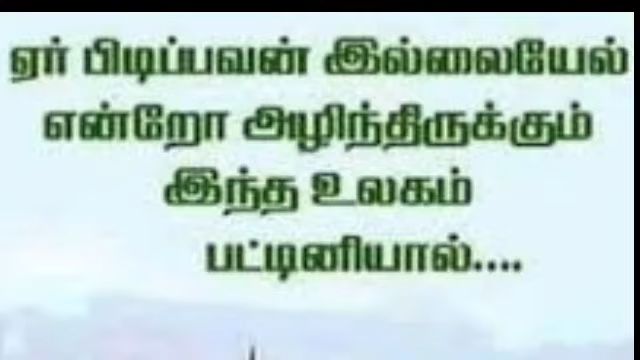 ஏர் பிடிப்பவன் இல்லையேல்
என்றோ அழிந்திருக்கும்
இந்த உலகம்
பட்டினியால்....